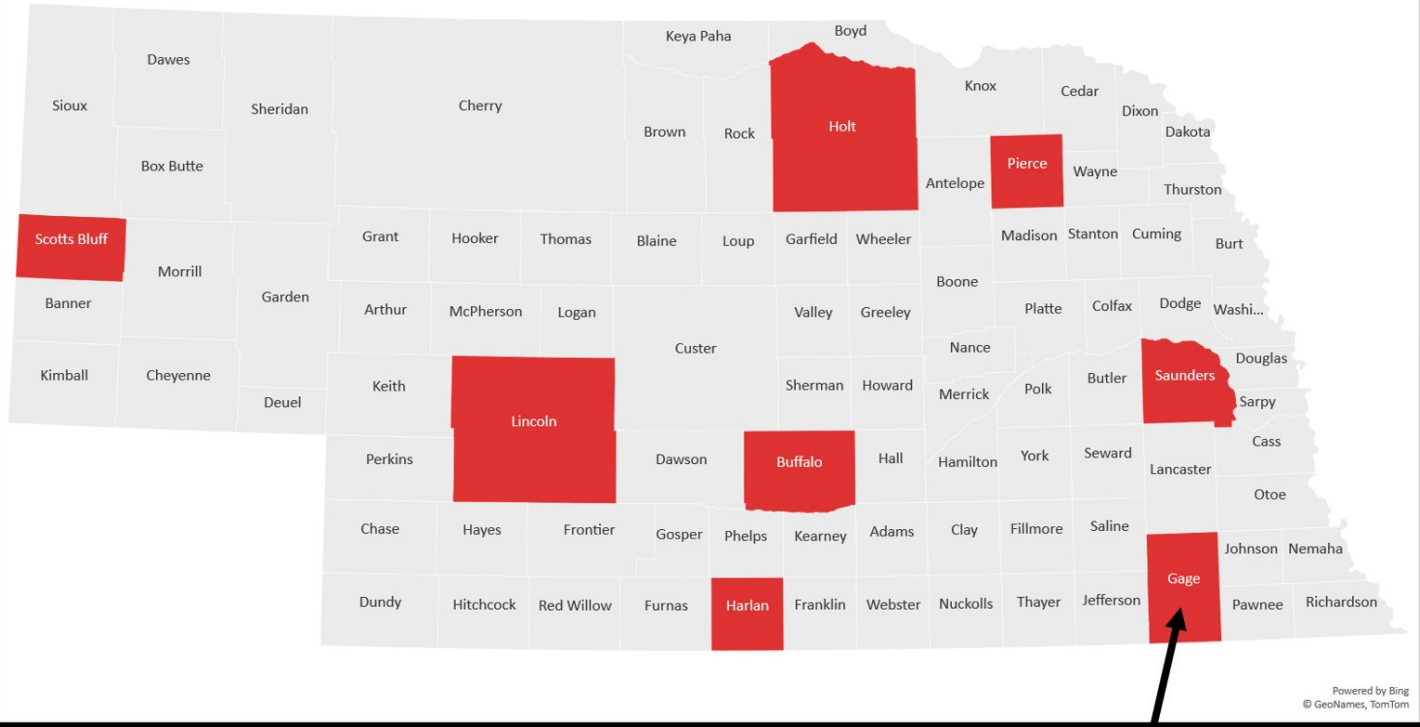 Keya Paha
Boyd
Dawes
Sioux
Sheridan
Cherry
Knox
Cedar
Dixon
Brown
Rock
Holt
Dakota
Box Butte
Pierce
Wayne
Antelope
Thurston
Scotts Bluff
Grant
Hooker
Thomas
Blaine
Loup
Garfield
Wheeler
Madison
Stanton
Cuming
Burt
Morrill
Boone
Garden
Banner
Arthur
McPherson
Logan
Valley
Greeley
Platte
Colfax
Dodge
Washi...
Custer
Nance
Douglas
Kimball
Cheyenne
Keith
Sherman
Howard
Merrick
Polk
Butler
Saunders
Sarpy
Deuel
Lincoln
Perkins
Dawson
Buffalo
Hall
Hamilton
York
Seward
Lancaster
Cass
Otoe
Chase
Hayes
Frontier
Gosper
Phelps
Kearney
Adams
Clay
Fillmore
Saline
Johnson
Nemaha
Dundy
Hitchcock
Red Willow
Furnas
Harlan
Franklin
Webster
Nuckolls
Thayer
Jefferson
Gage
Pawnee
Richardson
Powered by Bing
© GeoNames, TomTom